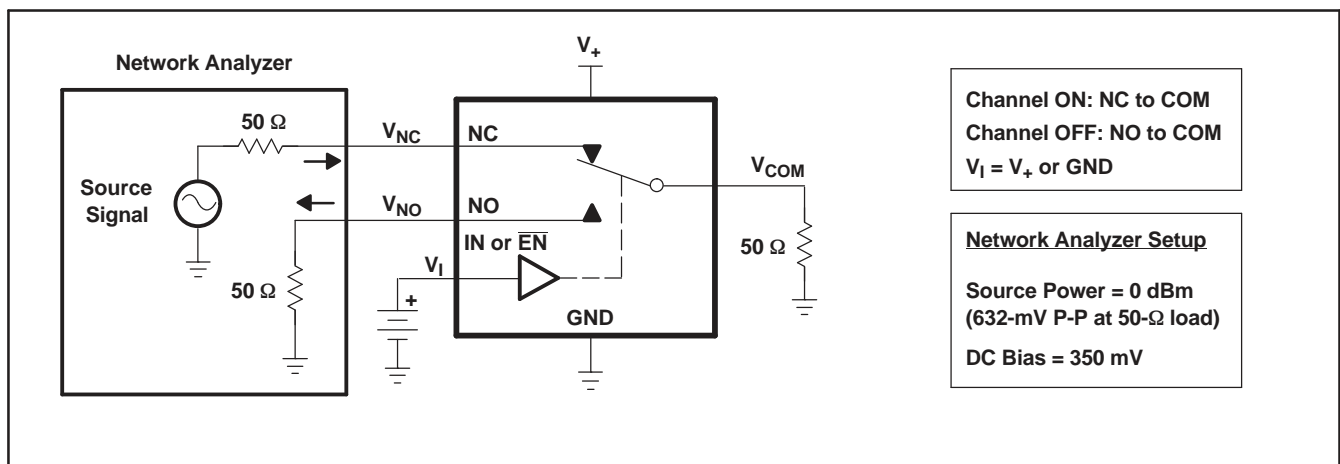 Network Analyzer
50 Ω
Source
Signal
50 Ω
V_NC
V_NO
V_I
+
V_+
NC
NO
IN or E̅N̅
GND
V_COM
50 Ω
Channel ON: NC to COM
Channel OFF: NO to COM
V_I = V_+ or GND
Network Analyzer Setup
Source Power = 0 dBm
(632-mV P-P at 50-Ω load)
DC Bias = 350 mV